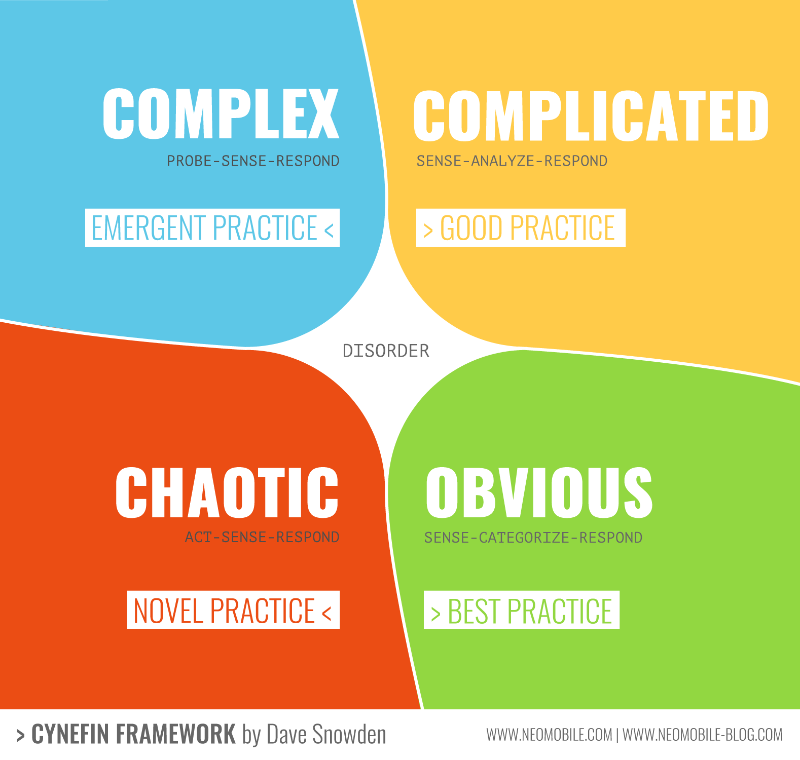 COMPLEX
PROBE-SENSE-RESPOND
EMERGENT PRACTICE <
COMPLICATED
SENSE-ANALYZE-RESPOND
> GOOD PRACTICE
DISORDER
CHAOTIC
ACT-SENSE-RESPOND
NOVEL PRACTICE <
OBVIOUS
SENSE-CATEGORIZE-RESPOND
> BEST PRACTICE
> CYNEFIN FRAMEWORK by Dave Snowden
WWW.NEOMOBILE.COM | WWW.NEOMOBILE-BLOG.COM